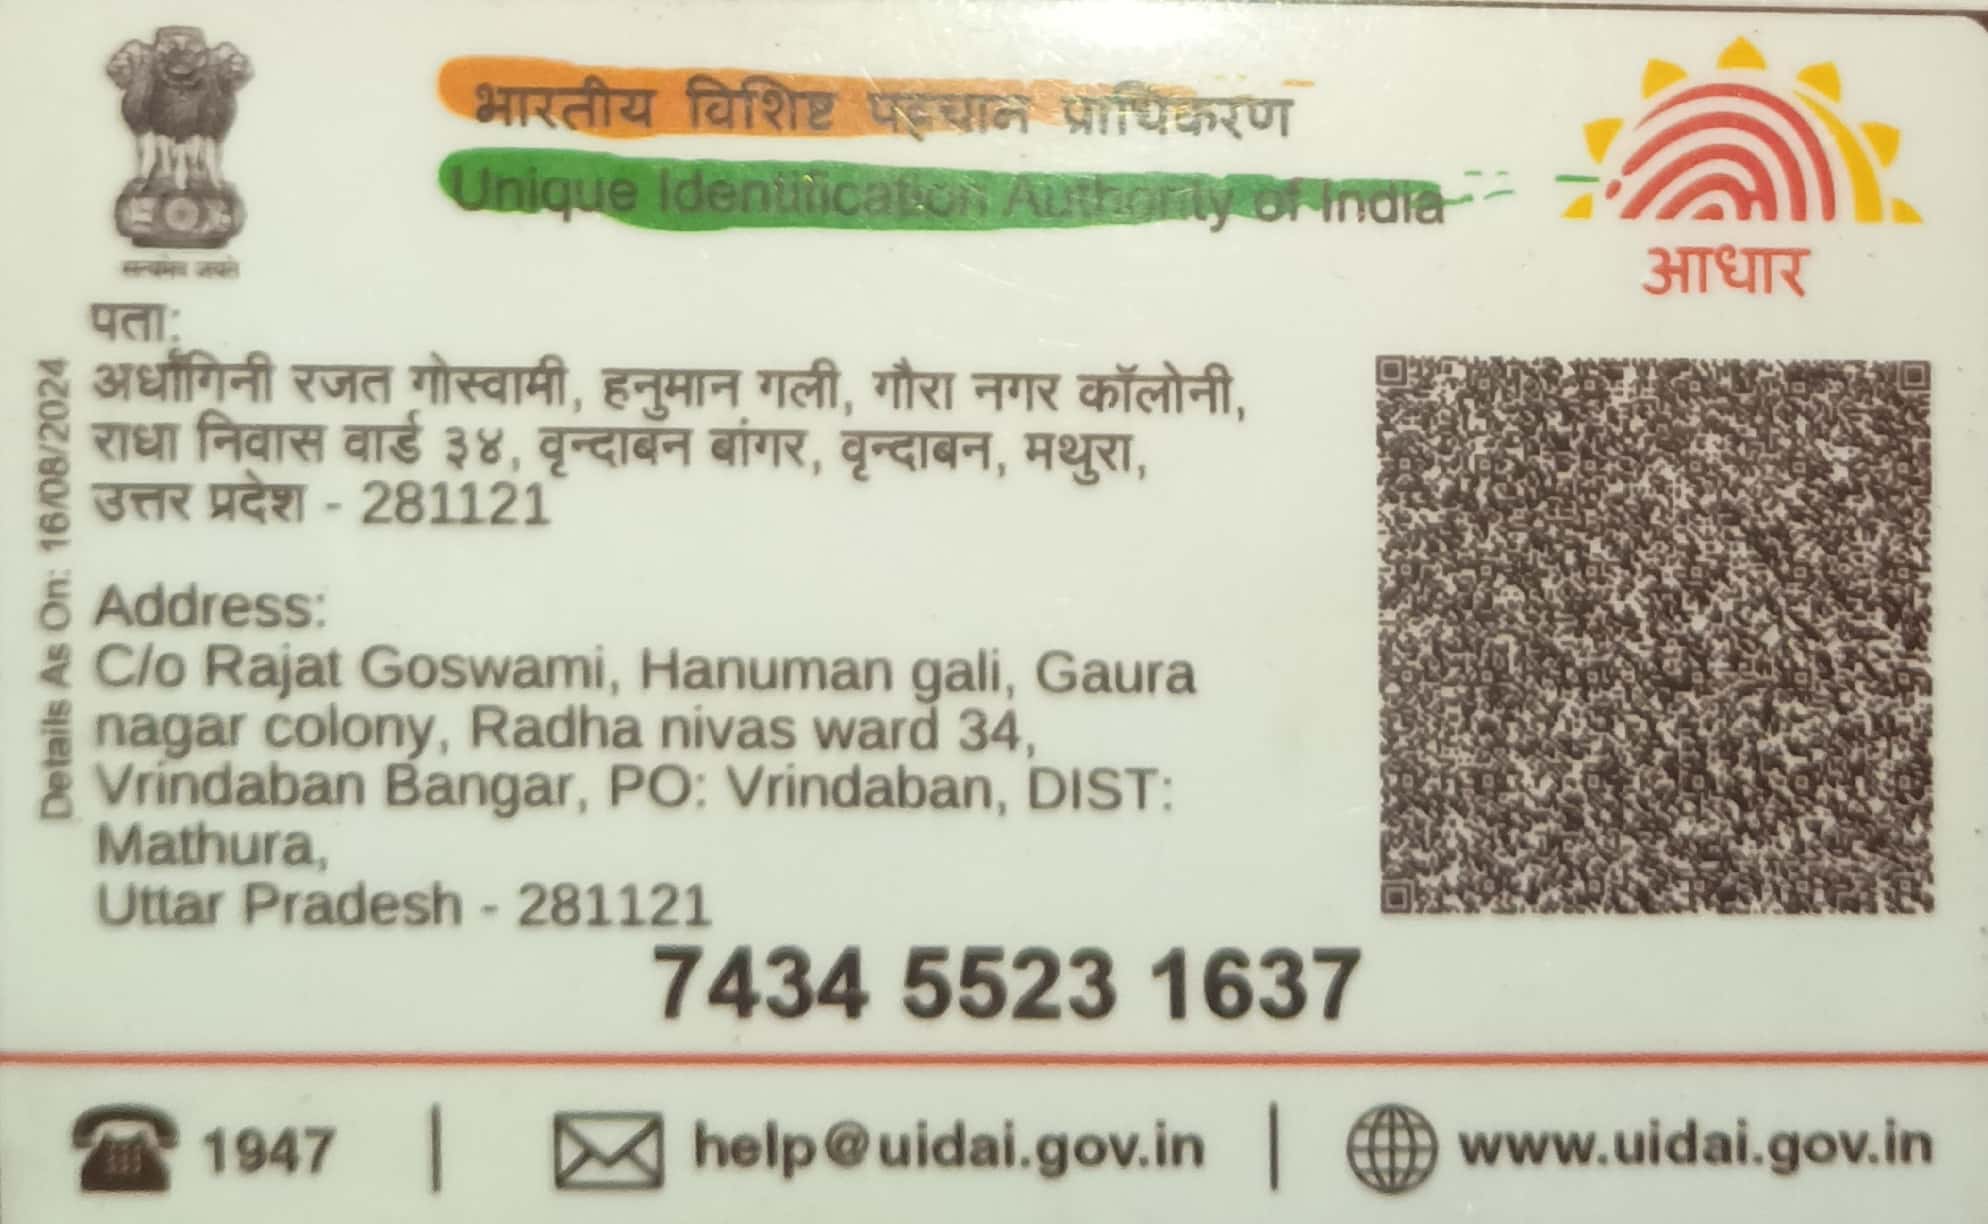 भारतीय विशिष्ट पहचान प्राधिकरण
Unique Identification Authority of India
सत्यमेव जयते
आधार
पता:
अर्धांगिनी रजत गोस्वामी, हनुमान गली, गौरा नगर कॉलोनी,
राधा निवास वार्ड ३४, वृन्दाबन बांगर, वृन्दाबन, मथुरा,
उत्तर प्रदेश - 281121
Details As On: 16/08/2024
Address:
C/o Rajat Goswami, Hanuman gali, Gaura
nagar colony, Radha nivas ward 34,
Vrindaban Bangar, PO: Vrindaban, DIST:
Mathura,
Uttar Pradesh - 281121
7434 5523 1637
1947 | help@uidai.gov.in | www.uidai.gov.in